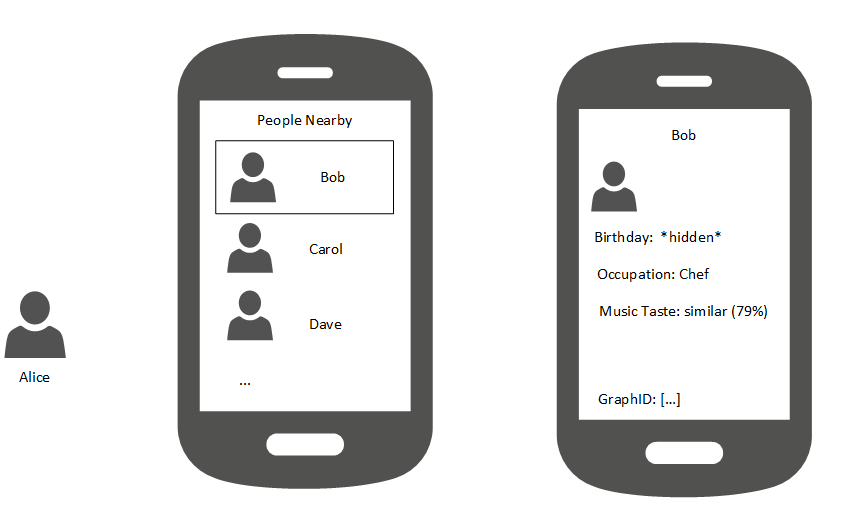 People Nearby
Bob
Carol
Dave
...
Alice
Bob
Birthday: *hidden*
Occupation: Chef
Music Taste: similar (79%)
GraphID: [...]